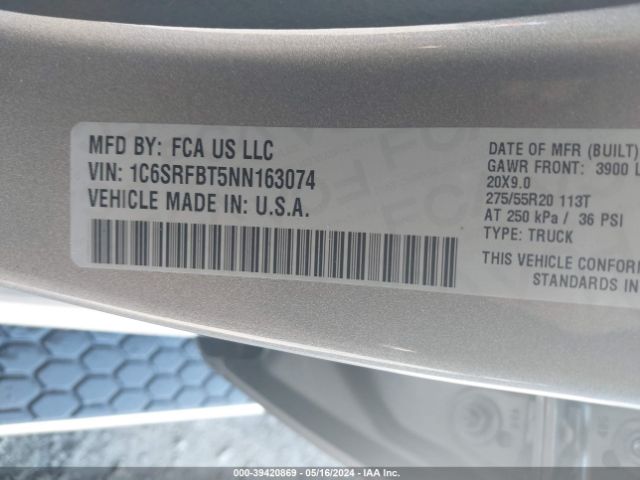 MFD BY: FCA US LLC
VIN: 1C6SRFBT5NN163074
VEHICLE MADE IN: U.S.A.
DATE OF MFR (BUILT)
GAWR FRONT: 3900 L
20X9.0
275/55R20 113T
AT 250 kPa / 36 PSI
TYPE: TRUCK
THIS VEHICLE CONFOR
STANDARDS IN
000-39420869 - 05/16/2024 - IAA Inc.